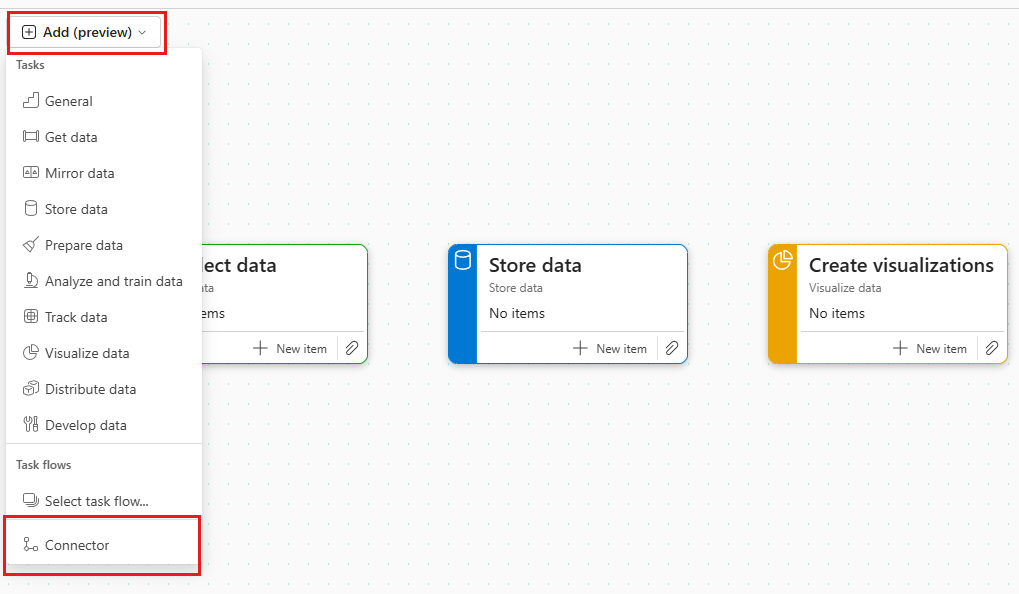 Add (preview)
Tasks
General
Get data
Mirror data
Store data
Prepare data
Analyze and train data
Track data
Visualize data
Distribute data
Develop data
Task flows
Select task flow...
Connector
lect data
ata
ems
New item
Store data
Store data
No items
New item
Create visualizations
Visualize data
No items
New item